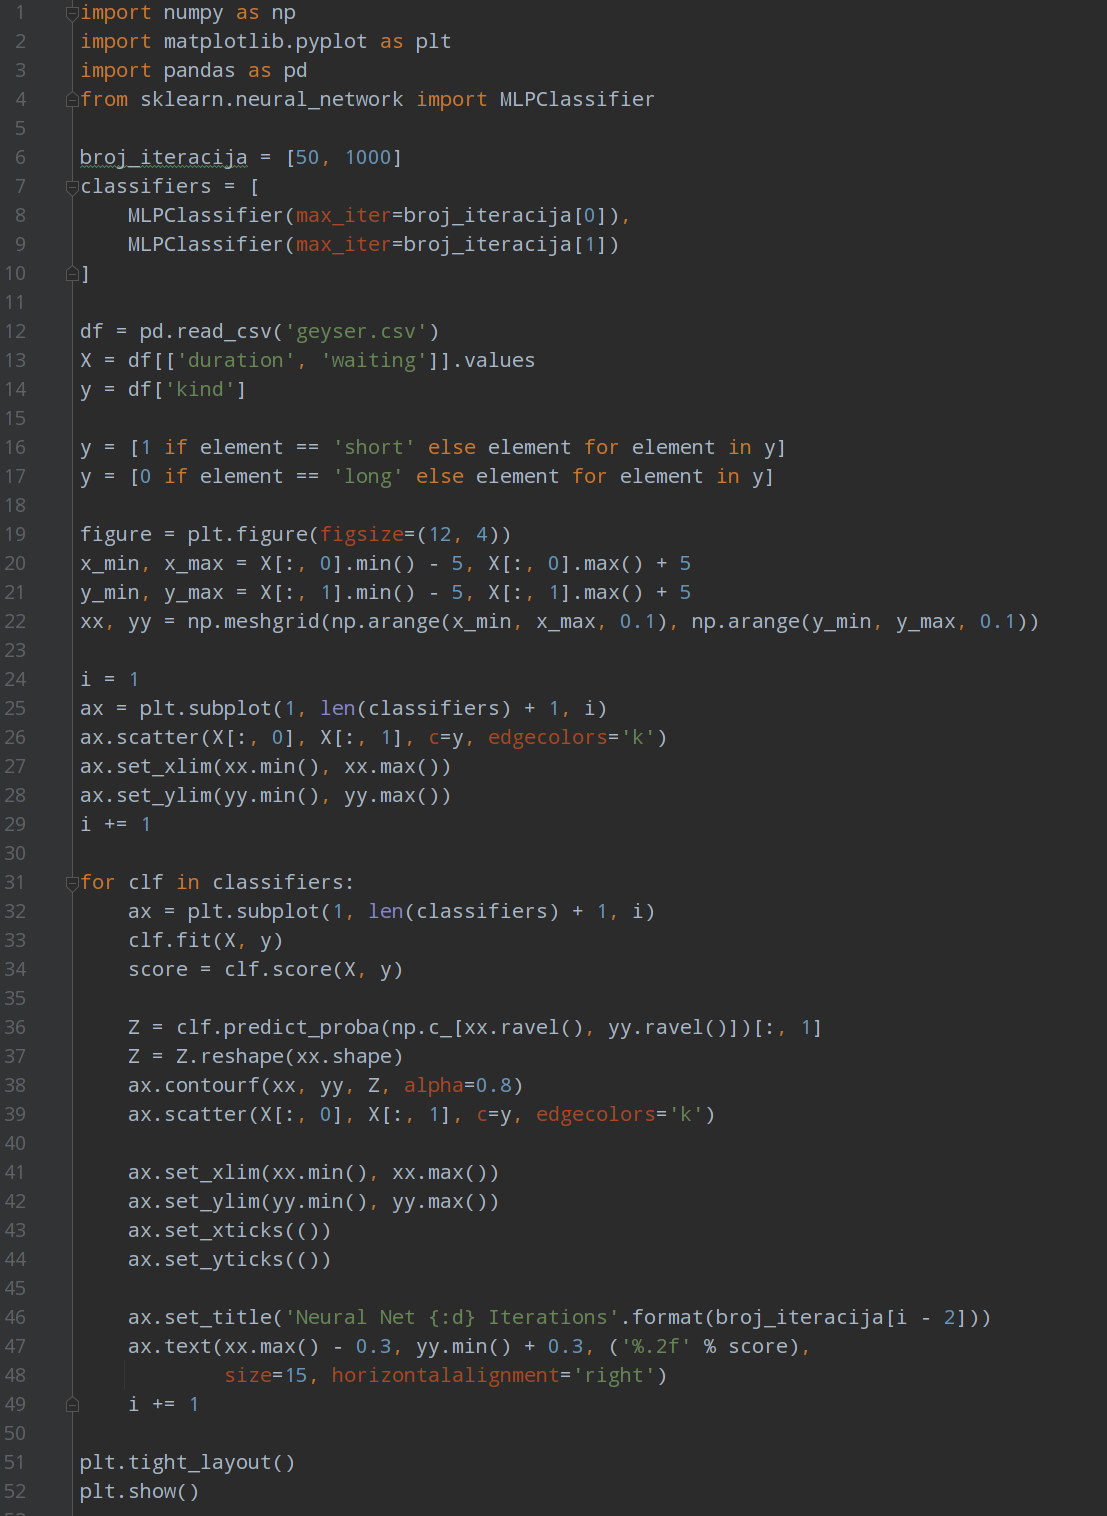 1 import numpy as np
2 import matplotlib.pyplot as plt
3 import pandas as pd
4 from sklearn.neural_network import MLPClassifier
5
6 broj_iteracija = [50, 1000]
7 classifiers = [
8     MLPClassifier(max_iter=broj_iteracija[0]),
9     MLPClassifier(max_iter=broj_iteracija[1])
10 ]
11
12 df = pd.read_csv('geyser.csv')
13 X = df[['duration', 'waiting']].values
14 y = df['kind']
15
16 y = [1 if element == 'short' else element for element in y]
17 y = [0 if element == 'long' else element for element in y]
18
19 figure = plt.figure(figsize=(12, 4))
20 x_min, x_max = X[:, 0].min() - 5, X[:, 0].max() + 5
21 y_min, y_max = X[:, 1].min() - 5, X[:, 1].max() + 5
22 xx, yy = np.meshgrid(np.arange(x_min, x_max, 0.1), np.arange(y_min, y_max, 0.1))
23
24 i = 1
25 ax = plt.subplot(1, len(classifiers) + 1, i)
26 ax.scatter(X[:, 0], X[:, 1], c=y, edgecolors='k')
27 ax.set_xlim(xx.min(), xx.max())
28 ax.set_ylim(yy.min(), yy.max())
29 i += 1
30
31 for clf in classifiers:
32     ax = plt.subplot(1, len(classifiers) + 1, i)
33     clf.fit(X, y)
34     score = clf.score(X, y)
35
36     Z = clf.predict_proba(np.c_[xx.ravel(), yy.ravel()])[:, 1]
37     Z = Z.reshape(xx.shape)
38     ax.contourf(xx, yy, Z, alpha=0.8)
39     ax.scatter(X[:, 0], X[:, 1], c=y, edgecolors='k')
40
41     ax.set_xlim(xx.min(), xx.max())
42     ax.set_ylim(yy.min(), yy.max())
43     ax.set_xticks(())
44     ax.set_yticks(())
45
46     ax.set_title('Neural Net {:d} Iterations'.format(broj_iteracija[i - 2]))
47     ax.text(xx.max() - 0.3, yy.min() + 0.3, ('%.2f' % score),
48             size=15, horizontalalignment='right')
49     i += 1
50
51 plt.tight_layout()
52 plt.show()